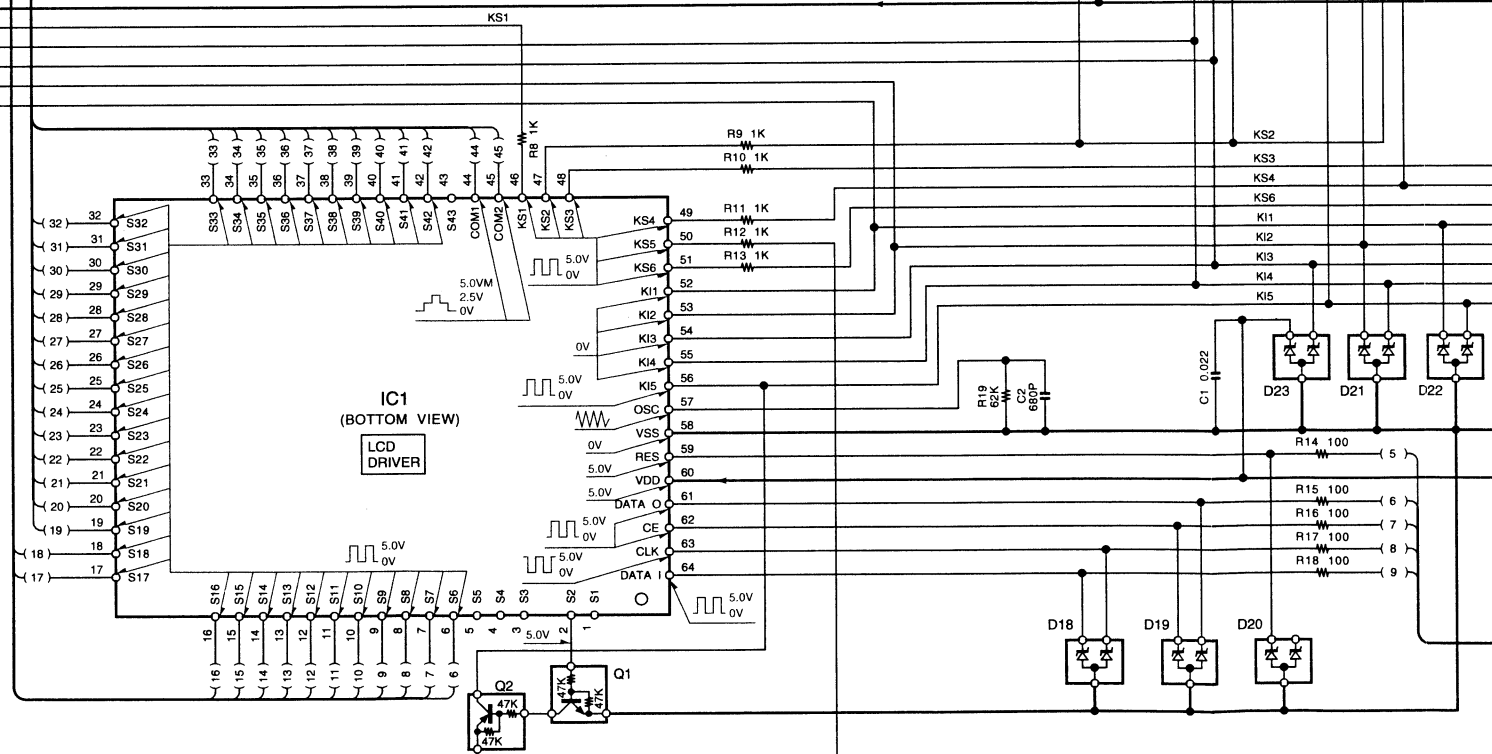 KS1
R8 1K
R9 1K
R10 1K
KS2
KS3
KS4
KS6
KI1
KI2
KI3
KI4
KI5
33 34 35 36 37 38 39 40 41 42 44 45
33 34 35 36 37 38 39 40 41 42 43 44 45 46 47 48
S33 S34 S35 S36 S37 S38 S39 S40 S41 S42 S43 COM1 COM2 KS1 KS2 KS3
(32) 32 S32
(31) 31 S31
(30) 30 S30
(29) 29 S29
(28) 28 S28
(27) 27 S27
(26) 26 S26
(25) 25 S25
(24) 24 S24
(23) 23 S23
(22) 22 S22
(21) 21 S21
(20) 20 S20
(19) 19 S19
(18) 18 S18
(17) 17 S17
KS4 49 R11 1K
KS5 50 R12 1K
KS6 51 R13 1K
KI1 52
KI2 53
KI3 54
KI4 55
KI5 56
OSC 57
VSS 58
RES 59
VDD 60
DATA O 61
CE 62
CLK 63
DATA I 64
5.0V
0V
5.0VM
2.5V
0V
0V
5.0V
0V
0V
5.0V
5.0V
5.0V
0V
5.0V
0V
5.0V
0V
5.0V
0V
IC1
(BOTTOM VIEW)
LCD
DRIVER
R19
62K
C2
680P
C1 0.022
D23
D21
D22
R14 100 (5)
R15 100 (6)
R16 100 (7)
R17 100 (8)
R18 100 (9)
D18
D19
D20
S16 S15 S14 S13 S12 S11 S10 S9 S8 S7 S6 S5 S4 S3 S2 S1
16 15 14 13 12 11 10 9 8 7 6 5 4 3 2 1
16 15 14 13 12 11 10 9 8 7 6
5.0V
Q1
47K
47K
Q2
47K
47K